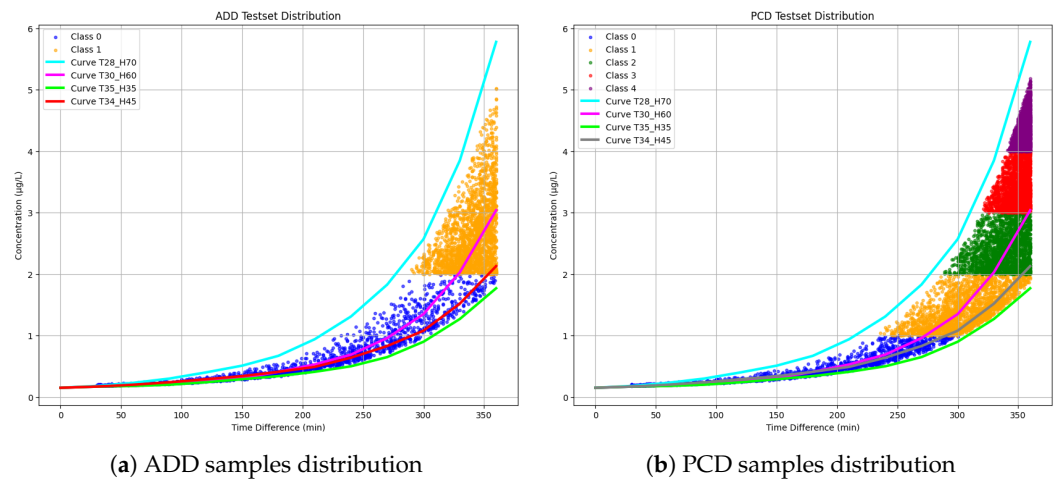 ADD Testset Distribution
Class 0
Class 1
Curve T28_H70
Curve T30_H60
Curve T35_H35
Curve T34_H45
Concentration (µg/L)
6
5
4
3
2
1
0
0 50 100 150 200 250 300 350
Time Difference (min)
(a) ADD samples distribution
PCD Testset Distribution
Class 0
Class 1
Class 2
Class 3
Class 4
Curve T28_H70
Curve T30_H60
Curve T35_H35
Curve T34_H45
Concentration (µg/L)
6
5
4
3
2
1
0
0 50 100 150 200 250 300 350
Time Difference (min)
(b) PCD samples distribution